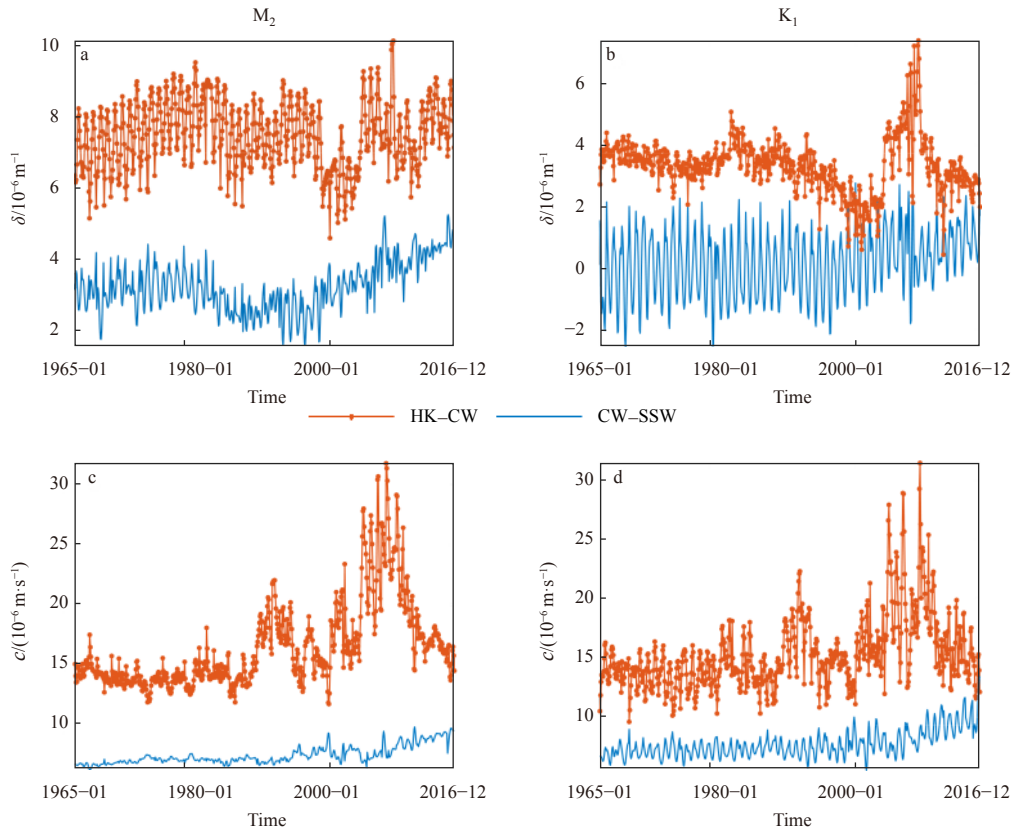 M₂
K₁
a
10
8
6
4
2
δ/10⁻⁶ m⁻¹
1965−01
1980−01
2000−01
2016−12
Time
b
6
4
2
0
−2
δ/10⁻⁶ m⁻¹
1965−01
1980−01
2000−01
2016−12
Time
HK−CW
CW−SSW
c
30
25
20
15
10
c/(10⁻⁶ m·s⁻¹)
1965−01
1980−01
2000−01
2016−12
Time
d
30
25
20
15
10
c/(10⁻⁶ m·s⁻¹)
1965−01
1980−01
2000−01
2016−12
Time